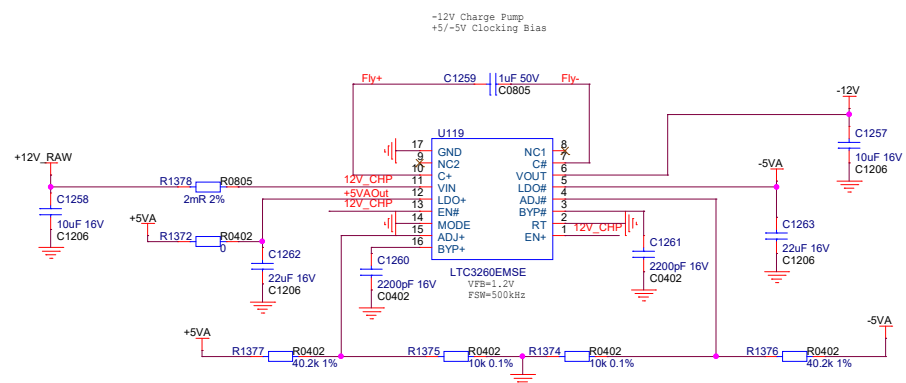 -12V Charge Pump
+5/-5V Clocking Bias
Fly+
C1259
1uF 50V
C0805
Fly-
-12V
C1257
10uF 16V
C1206
U119
17 GND
9 NC2
10 C+
11 VIN
12 LDO+
13 EN#
14 MODE
15 ADJ+
16 BYP+
NC1 8
C# 7
VOUT 6
LDO# 5
ADJ# 4
BYP# 3
RT 2
EN+ 1
LTC3260EMSE
VFB=1.2V
FSW=500kHz
+12V_RAW
R1378
R0805
2mR 2%
12V_CHP
+5VAOut
12V_CHP
12V_CHP
C1258
10uF 16V
C1206
+5VA
R1372
R0402
0
C1262
22uF 16V
C1206
C1260
2200pF 16V
C0402
C1261
2200pF 16V
C0402
-5VA
C1263
22uF 16V
C1206
+5VA
R1377
R0402
40.2k 1%
R1375
R0402
10k 0.1%
R1374
R0402
10k 0.1%
R1376
R0402
40.2k 1%
-5VA